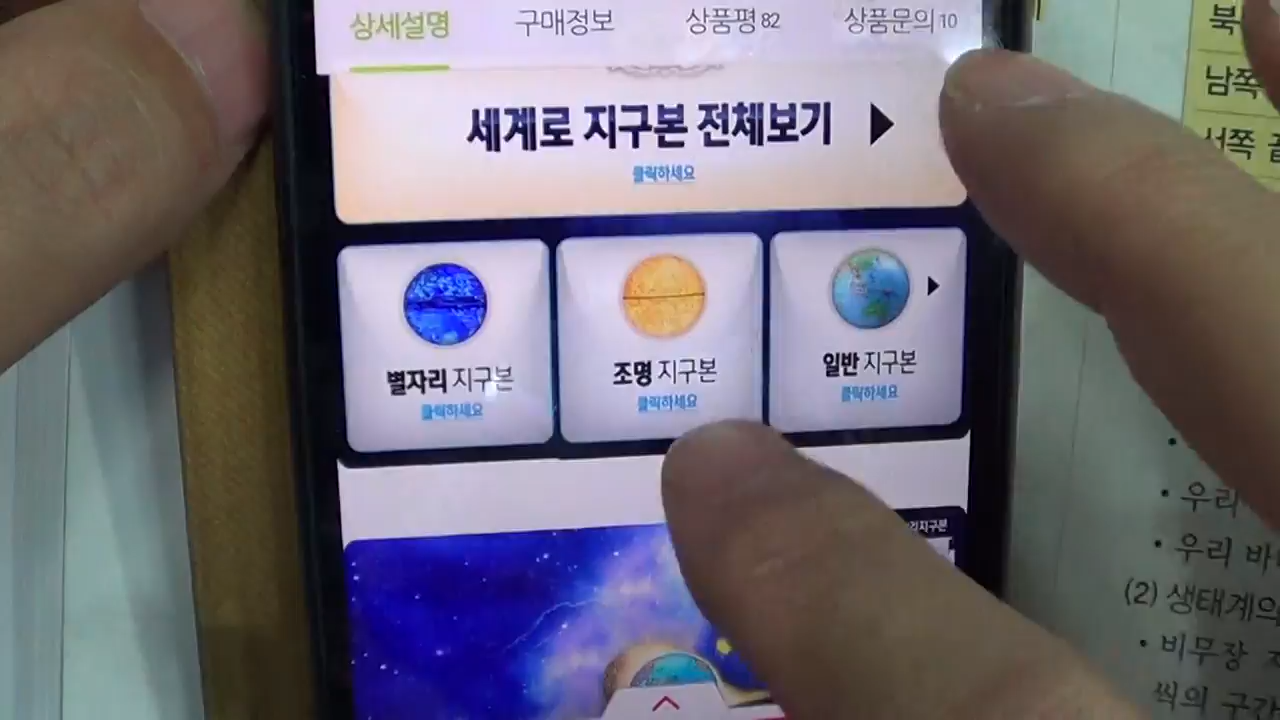 상세설명 구매정보 상품평 82 상품문의 10
세계로 지구본 전체보기
클릭하세요
별자리 지구본
클릭하세요
조명 지구본
클릭하세요
일반 지구본
클릭하세요
북
남쪽
서쪽
우리
우리
(2) 생태계의
비무장
씩의